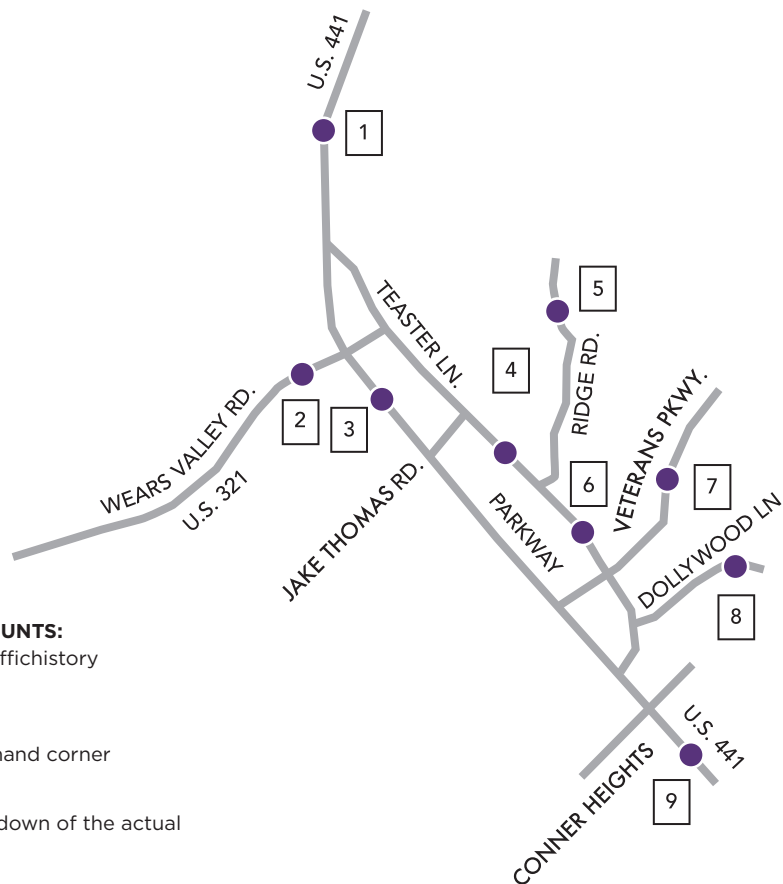 U.S. 441
1
5
TEASTER LN.
4
RIDGE RD.
2
3
WEARS VALLEY RD.
U.S. 321
VETERANS PKWY.
6
7
JAKE THOMAS RD.
PARKWAY
DOLLYWOOD LN
8
UNTS:
affichistory
hand corner
down of the actual
U.S. 441
9
CONNER HEIGHTS